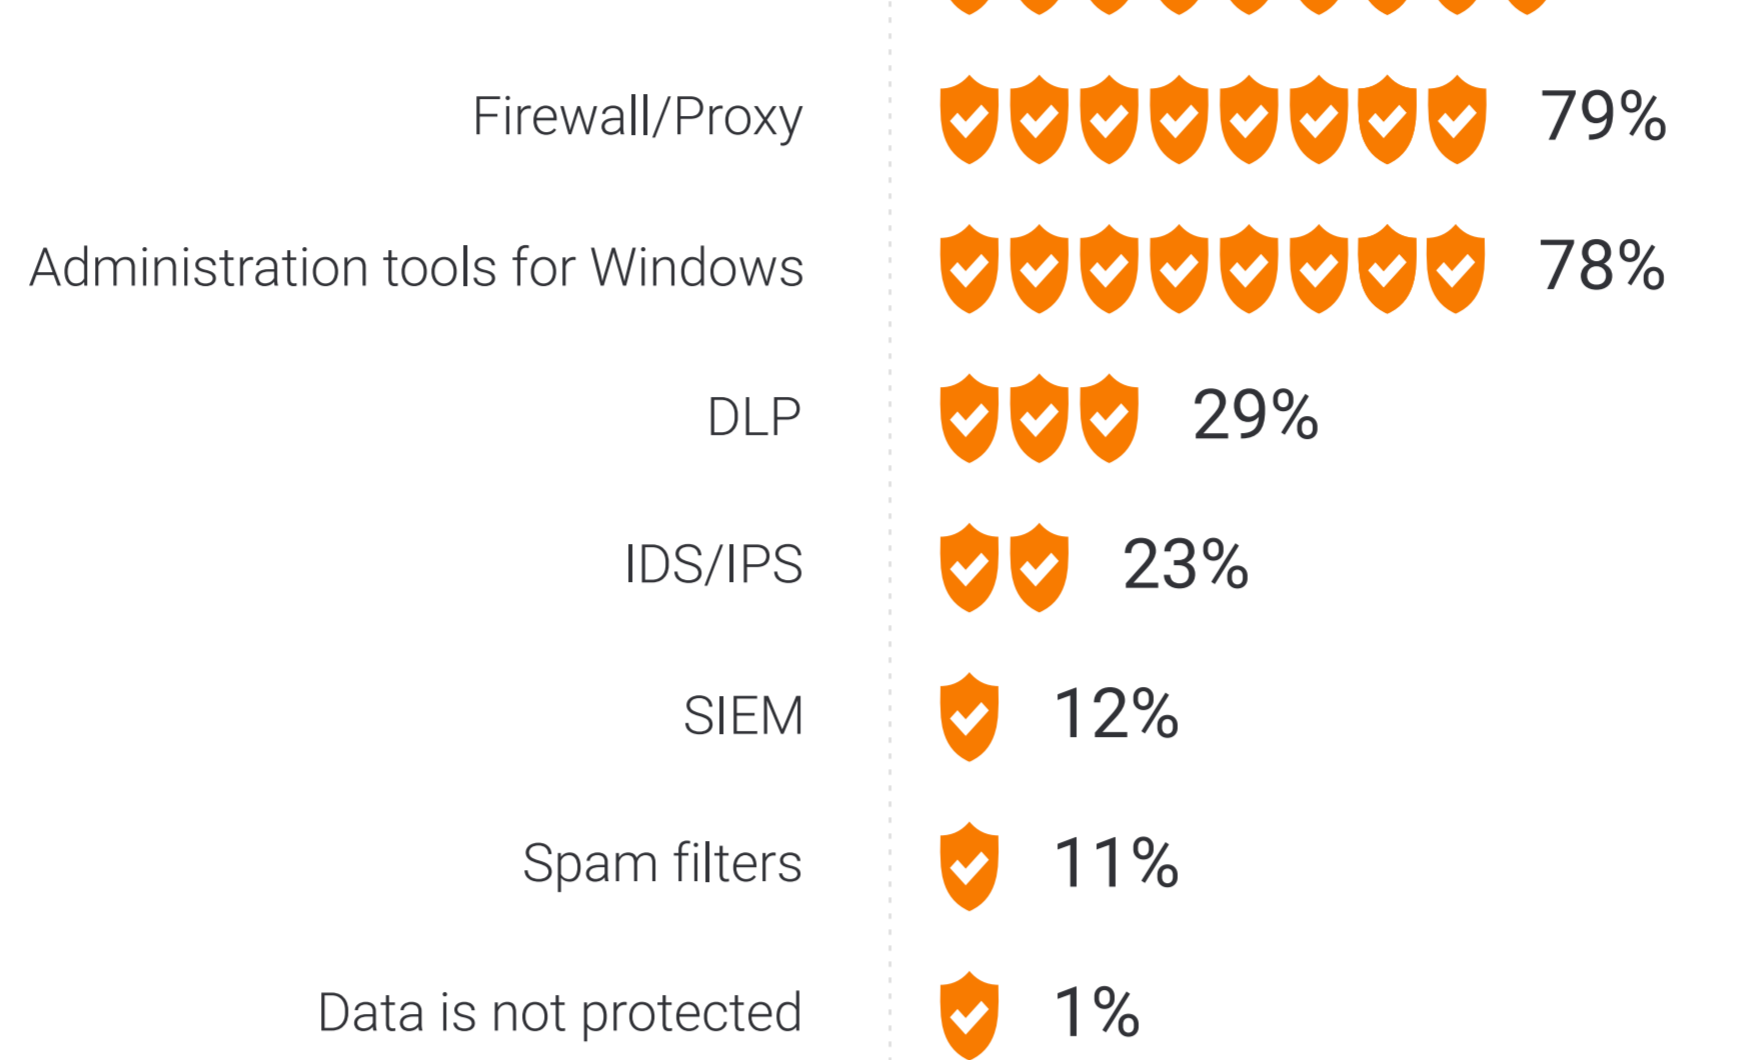 Firewall/Proxy 79%
Administration tools for Windows 78%
DLP 29%
IDS/IPS 23%
SIEM 12%
Spam filters 11%
Data is not protected 1%